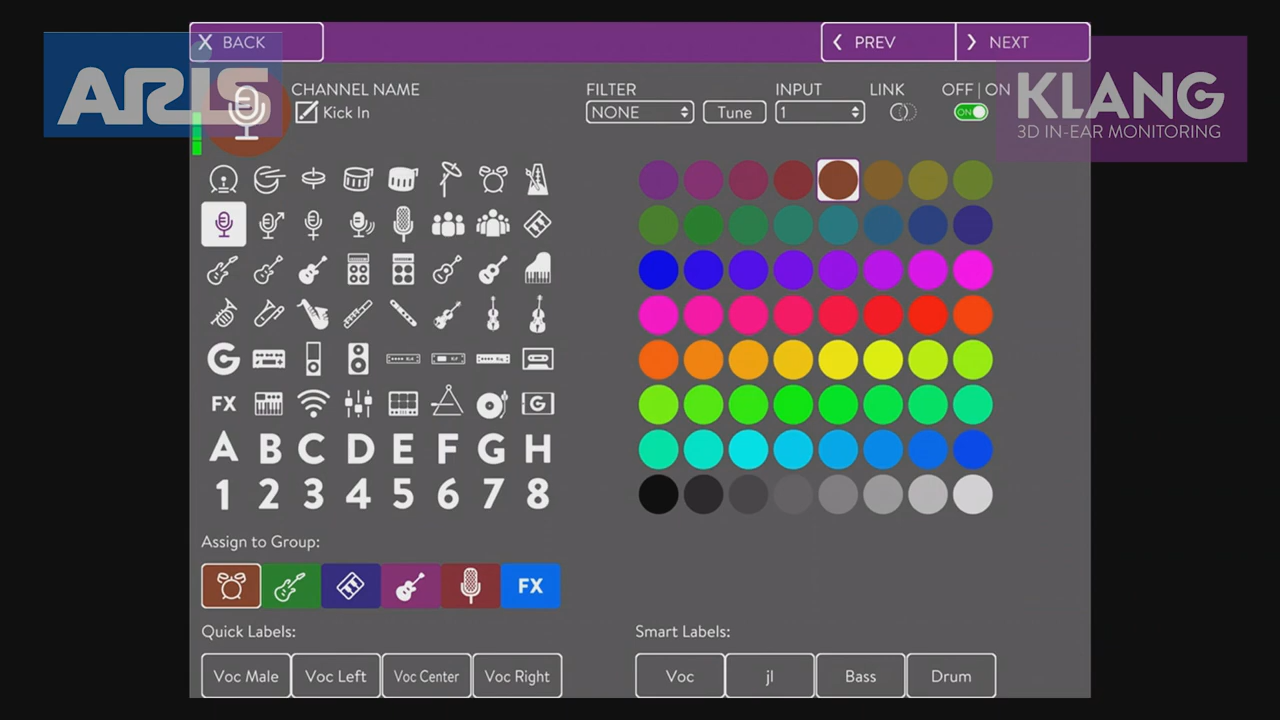 X BACK
PREV
NEXT
ARIS
KLANG
3D IN-EAR MONITORING
CHANNEL NAME
Kick In
FILTER
NONE
Tune
INPUT
1
LINK
OFF | ON
ON
G
FX
G
A B C D E F G H
1 2 3 4 5 6 7 8
Assign to Group:
FX
Quick Labels:
Voc Male
Voc Left
Voc Center
Voc Right
Smart Labels:
Voc
jl
Bass
Drum